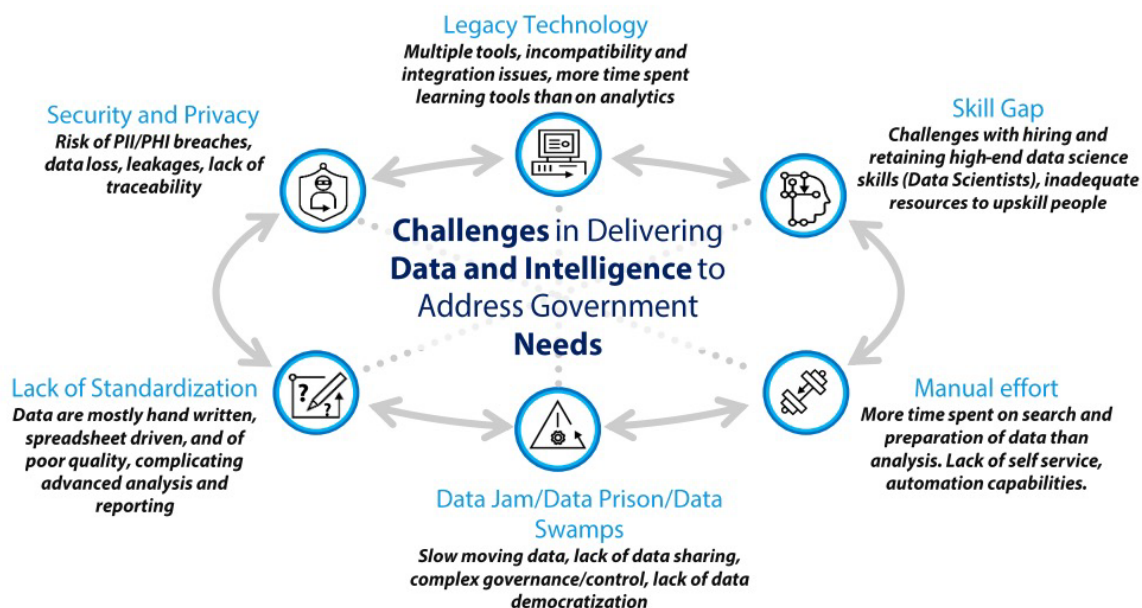 Legacy Technology
Multiple tools, incompatibility and
integration issues, more time spent
learning tools than on analytics
Security and Privacy
Risk of PII/PHI breaches,
data loss, leakages, lack of
traceability
Skill Gap
Challenges with hiring and
retaining high-end data science
skills (Data Scientists), inadequate
resources to upskill people
Challenges in Delivering
Data and Intelligence to
Address Government
Needs
Lack of Standardization
Data are mostly hand written,
spreadsheet driven, and of
poor quality, complicating
advanced analysis and
reporting
? ?
Manual effort
More time spent on search and
preparation of data than
analysis. Lack of self service,
automation capabilities.
Data Jam/Data Prison/Data
Swamps
Slow moving data, lack of data sharing,
complex governance/control, lack of data
democratization